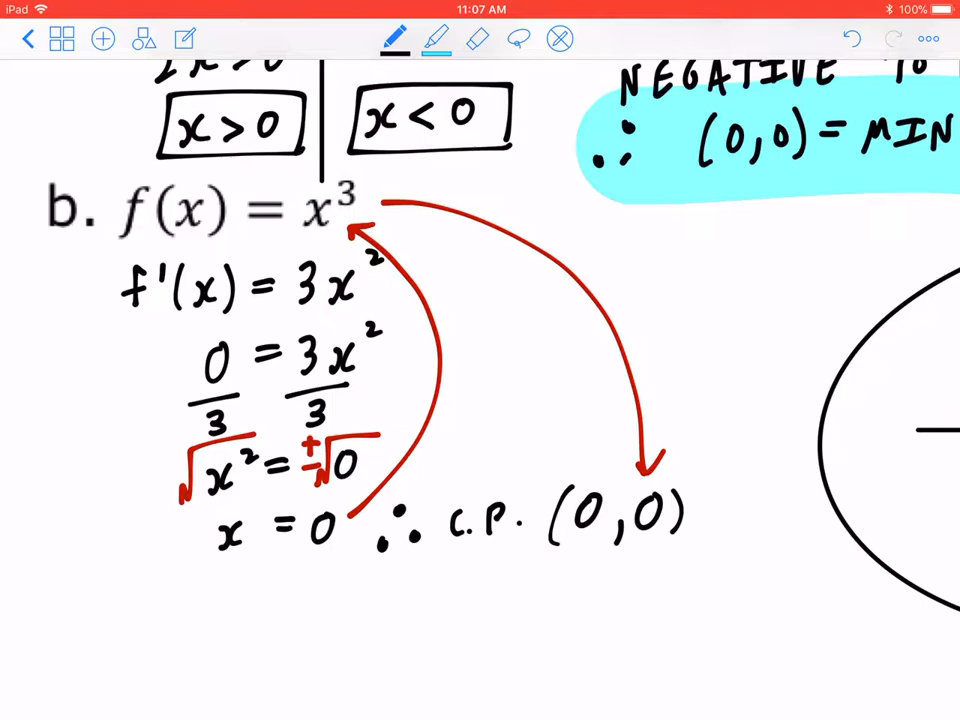 iPad 11:07 AM 100%
x > 0 x < 0
NEGATIVE TO
∴ (0,0) = MIN
b. f(x) = x³
f'(x) = 3x²
0 = 3x²
3 3
√x² = ±√0
x = 0 ∴ C.P. (0,0)